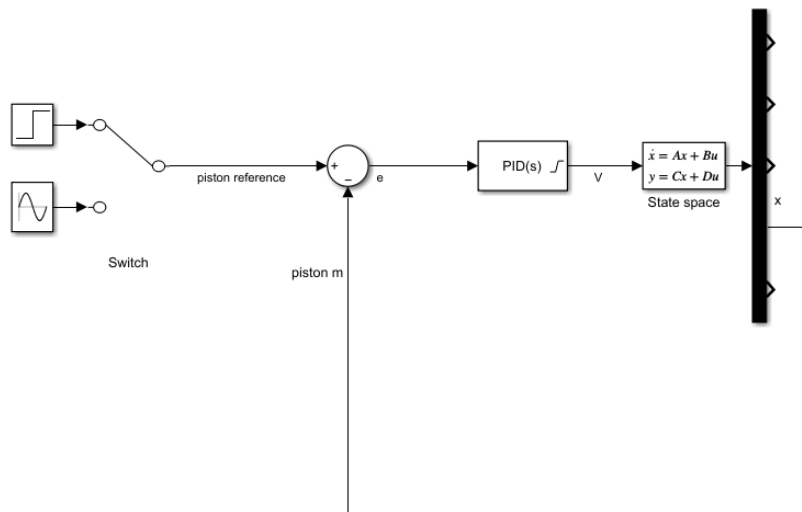 +
−
piston reference
e
PID(s)
V
ẋ = Ax + Bu
y = Cx + Du
State space
x
Switch
piston m